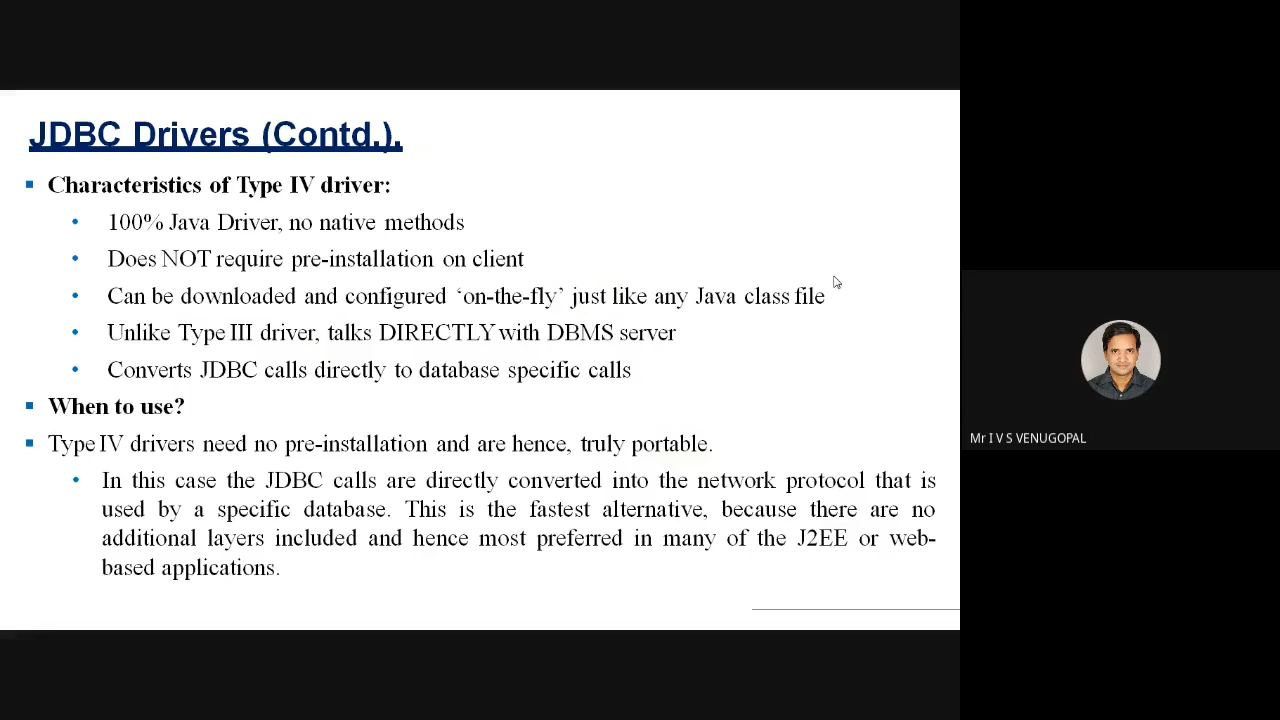 JDBC Drivers (Contd.).
Characteristics of Type IV driver:
100% Java Driver, no native methods
Does NOT require pre-installation on client
Can be downloaded and configured ‘on-the-fly’ just like any Java class file
Unlike Type III driver, talks DIRECTLY with DBMS server
Converts JDBC calls directly to database specific calls
When to use?
Type IV drivers need no pre-installation and are hence, truly portable.
In this case the JDBC calls are directly converted into the network protocol that is
used by a specific database. This is the fastest alternative, because there are no
additional layers included and hence most preferred in many of the J2EE or web-
based applications.
Mr I V S VENUGOPAL